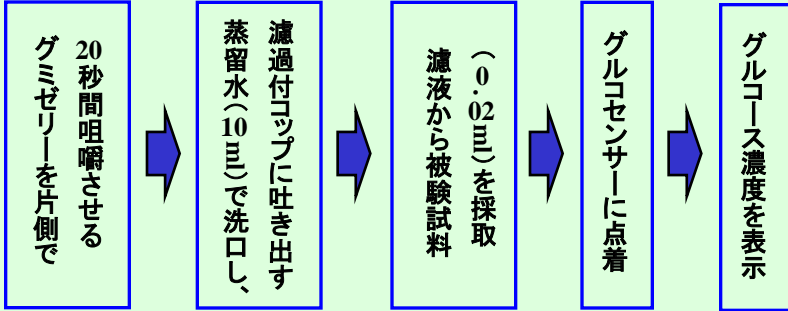 グミゼリーを片側で
20秒間咀嚼させる
蒸留水(10ml)で洗口し、
濾過付コップに吐き出す
濾液から被験試料
(0.02ml)を採取
グルコセンサーに点着
グルコース濃度を表示